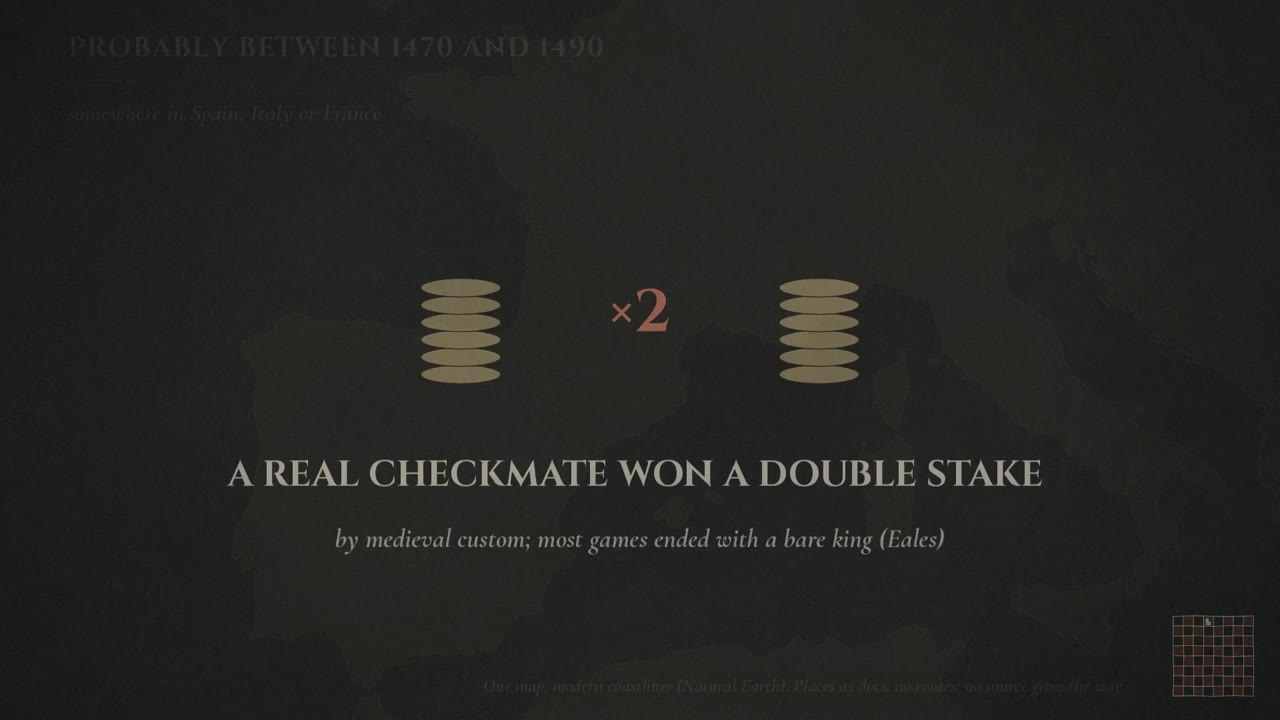 PROBABLY BETWEEN 1470 AND 1490
somewhere in Spain, Italy or France
×2
A REAL CHECKMATE WON A DOUBLE STAKE
by medieval custom; most games ended with a bare king (Eales)
Our map: modern coastlines (Natural Earth). Places as dots, no routes: no source gives the way